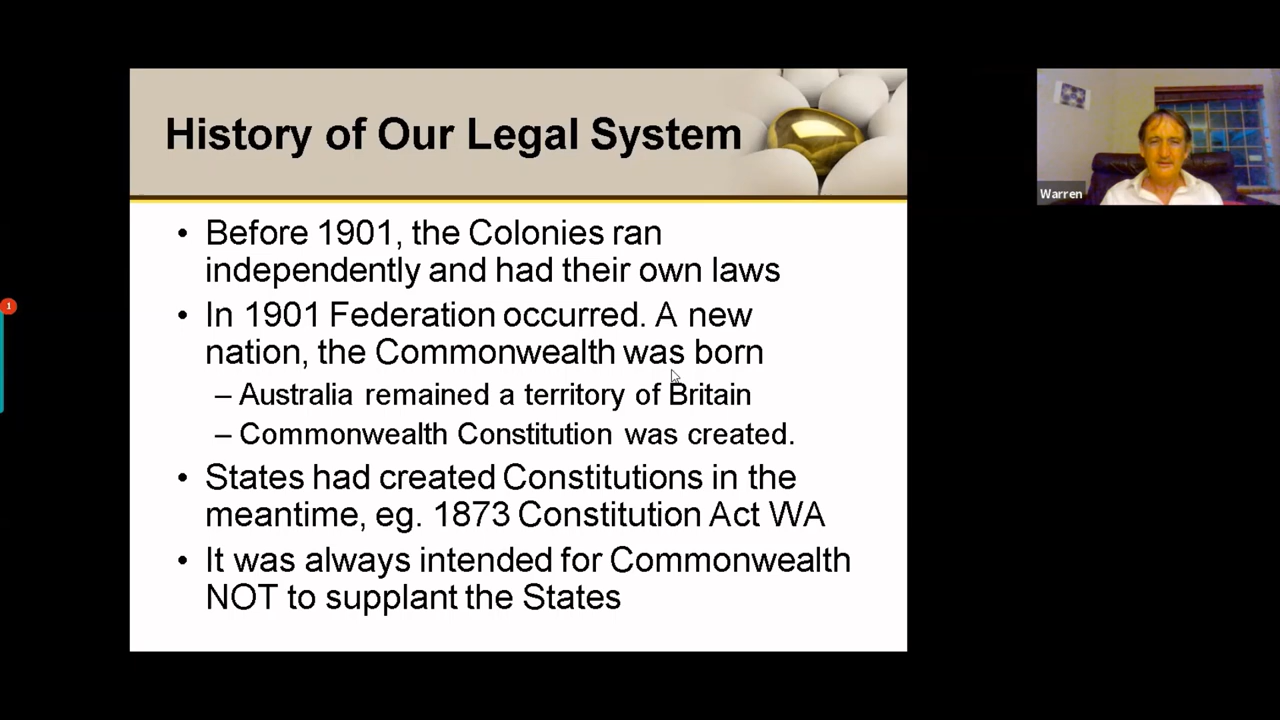 History of Our Legal System
• Before 1901, the Colonies ran
independently and had their own laws
• In 1901 Federation occurred. A new
nation, the Commonwealth was born
– Australia remained a territory of Britain
– Commonwealth Constitution was created.
• States had created Constitutions in the
meantime, eg. 1873 Constitution Act WA
• It was always intended for Commonwealth
NOT to supplant the States
Warren
1